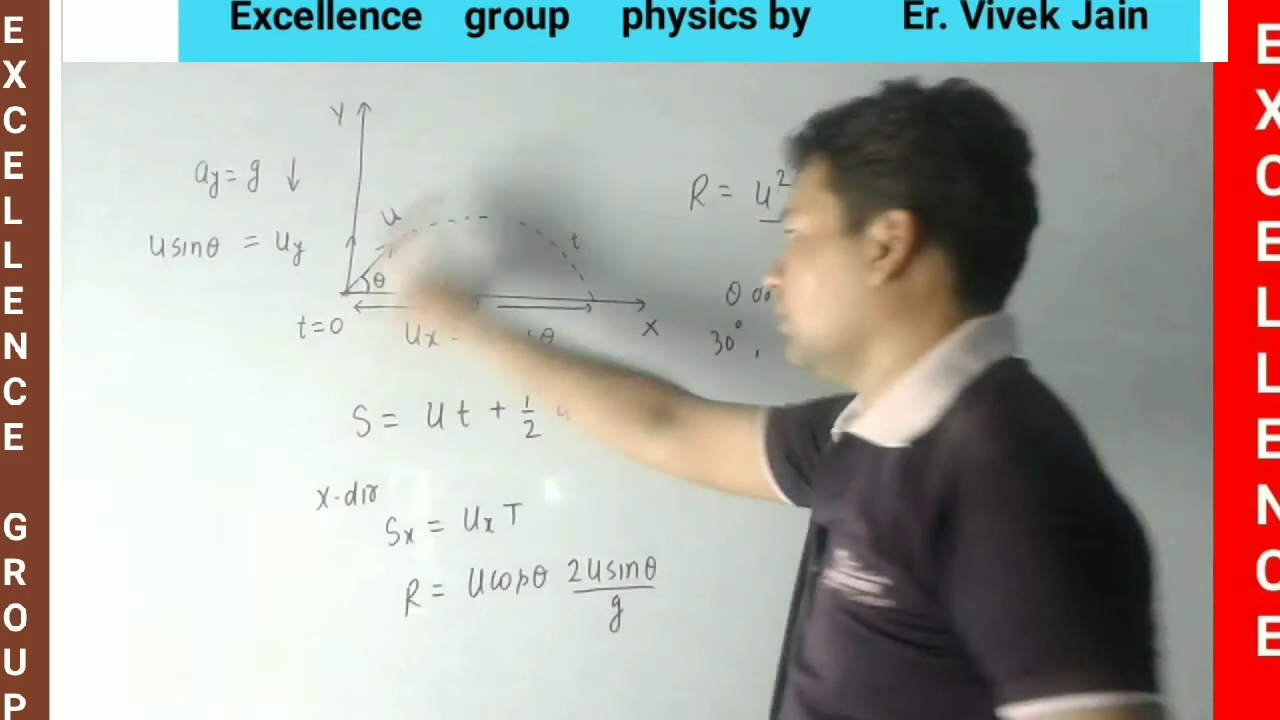 Excellence group physics by Er. Vivek Jain
EXCELLENCE GROUP
EXCELLENCE
Y
ay = g ↓
u
usinθ = uy
θ
t
t=0
ux
θ
X
S = ut + 1/2
X-dir
Sx = ux T
R = ucosθ 2usinθ/g
R = u²
θ
30°,